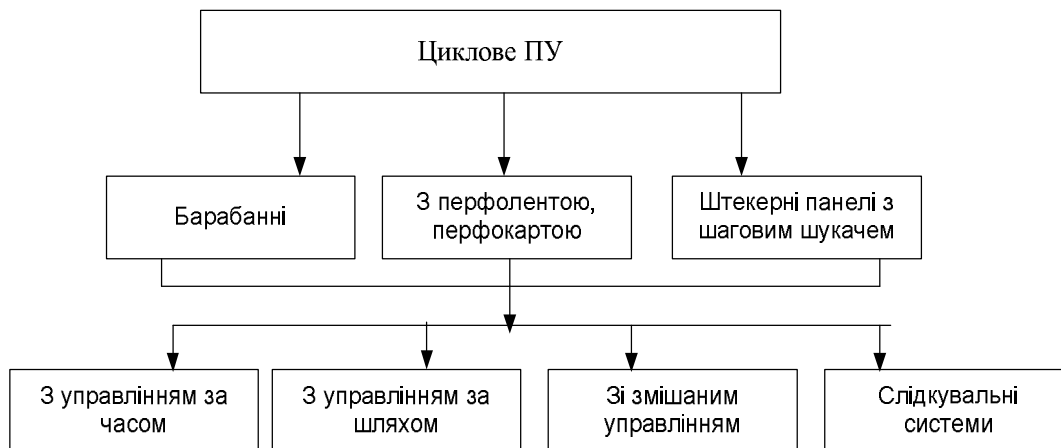 Циклове ПУ
Барабанні
З перфолентою,
перфокартою
Штекерні панелі з
шаговим шукачем
З управлінням за
часом
З управлінням за
шляхом
Зі змішаним
управлінням
Слідкувальні
системи